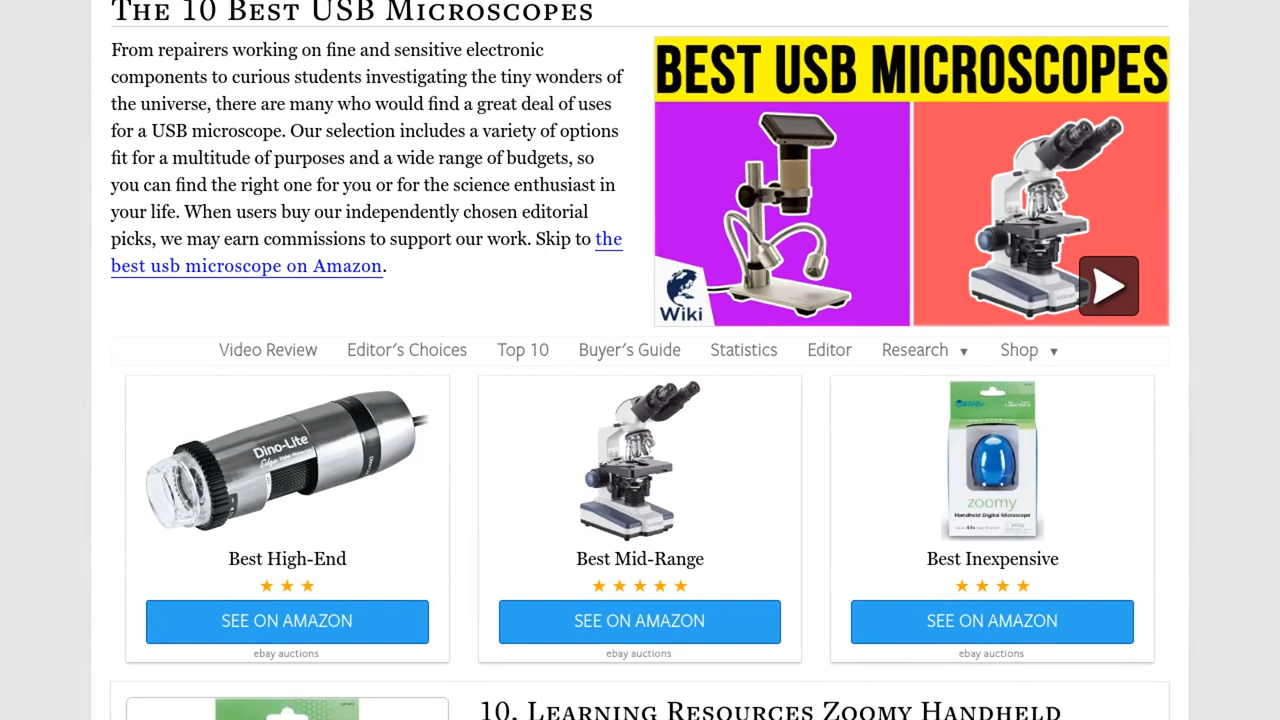 The 10 Best USB Microscopes
From repairers working on fine and sensitive electronic
components to curious students investigating the tiny wonders of
the universe, there are many who would find a great deal of uses
for a USB microscope. Our selection includes a variety of options
fit for a multitude of purposes and a wide range of budgets, so
you can find the right one for you or for the science enthusiast in
your life. When users buy our independently chosen editorial
picks, we may earn commissions to support our work. Skip to the
best usb microscope on Amazon.
BEST USB MICROSCOPES
Wiki
Video Review Editor's Choices Top 10 Buyer's Guide Statistics Editor Research ▼ Shop ▼
Dino-Lite
Edge
zoomy
Handheld Digital Microscope
Best High-End Best Mid-Range Best Inexpensive
SEE ON AMAZON SEE ON AMAZON SEE ON AMAZON
ebay auctions ebay auctions ebay auctions
10. Learning Resources Zoomy Handheld